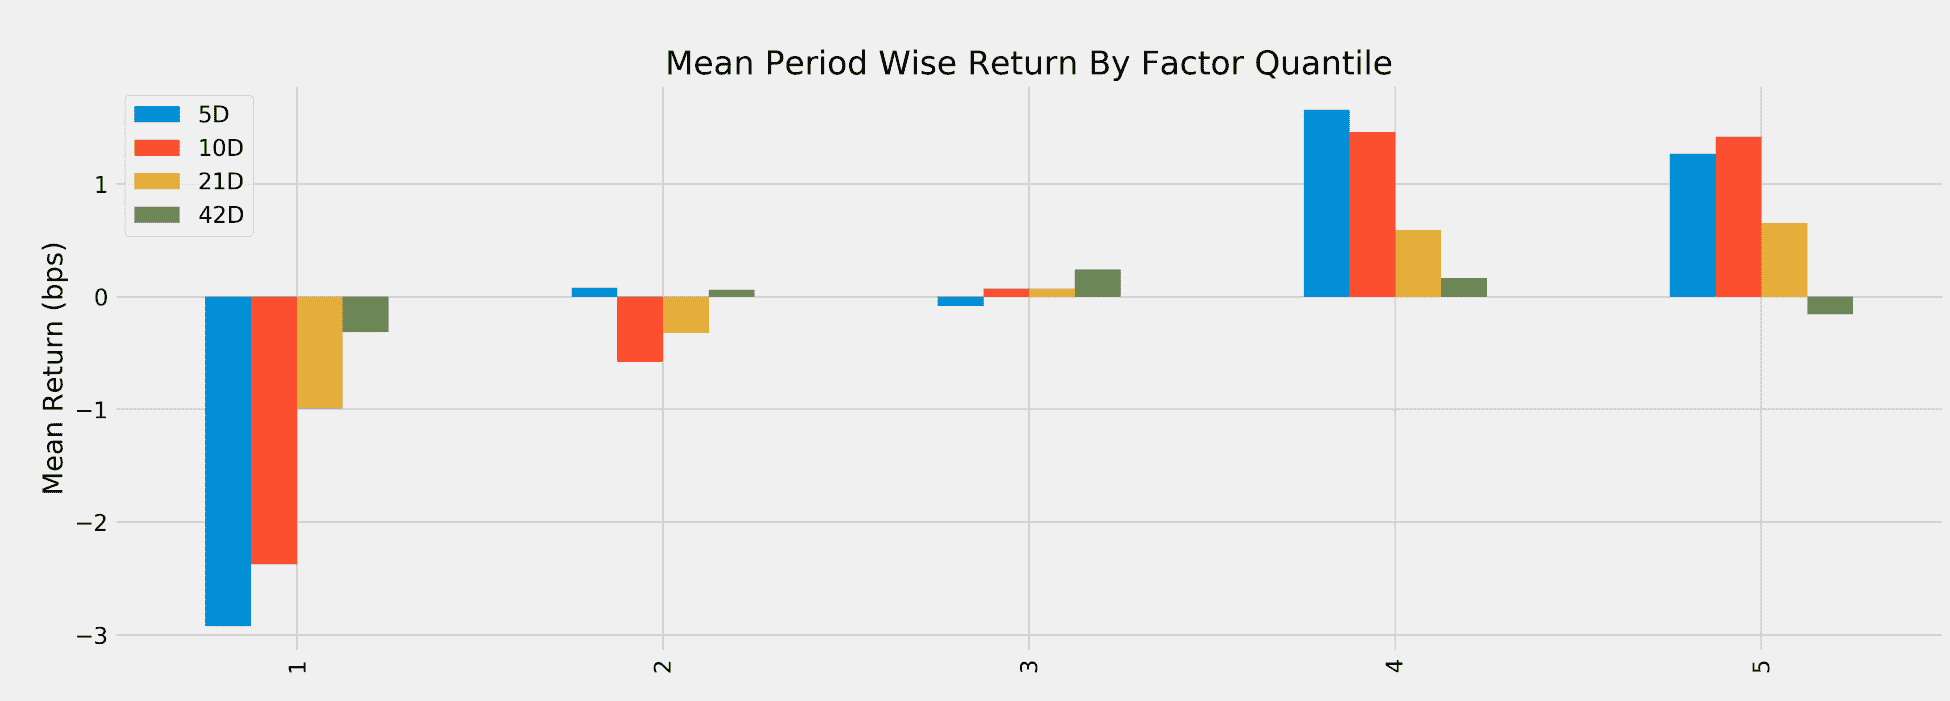 Mean Period Wise Return By Factor Quantile
5D
10D
21D
42D
Mean Return (bps)
1
0
−1
−2
−3
1
2
3
4
5